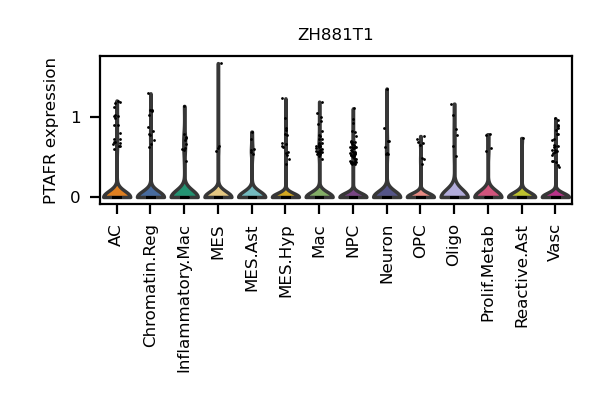 ZH881T1
PTAFR expression
1
0
AC
Chromatin.Reg
Inflammatory.Mac
MES
MES.Ast
MES.Hyp
Mac
NPC
Neuron
OPC
Oligo
Prolif.Metab
Reactive.Ast
Vasc